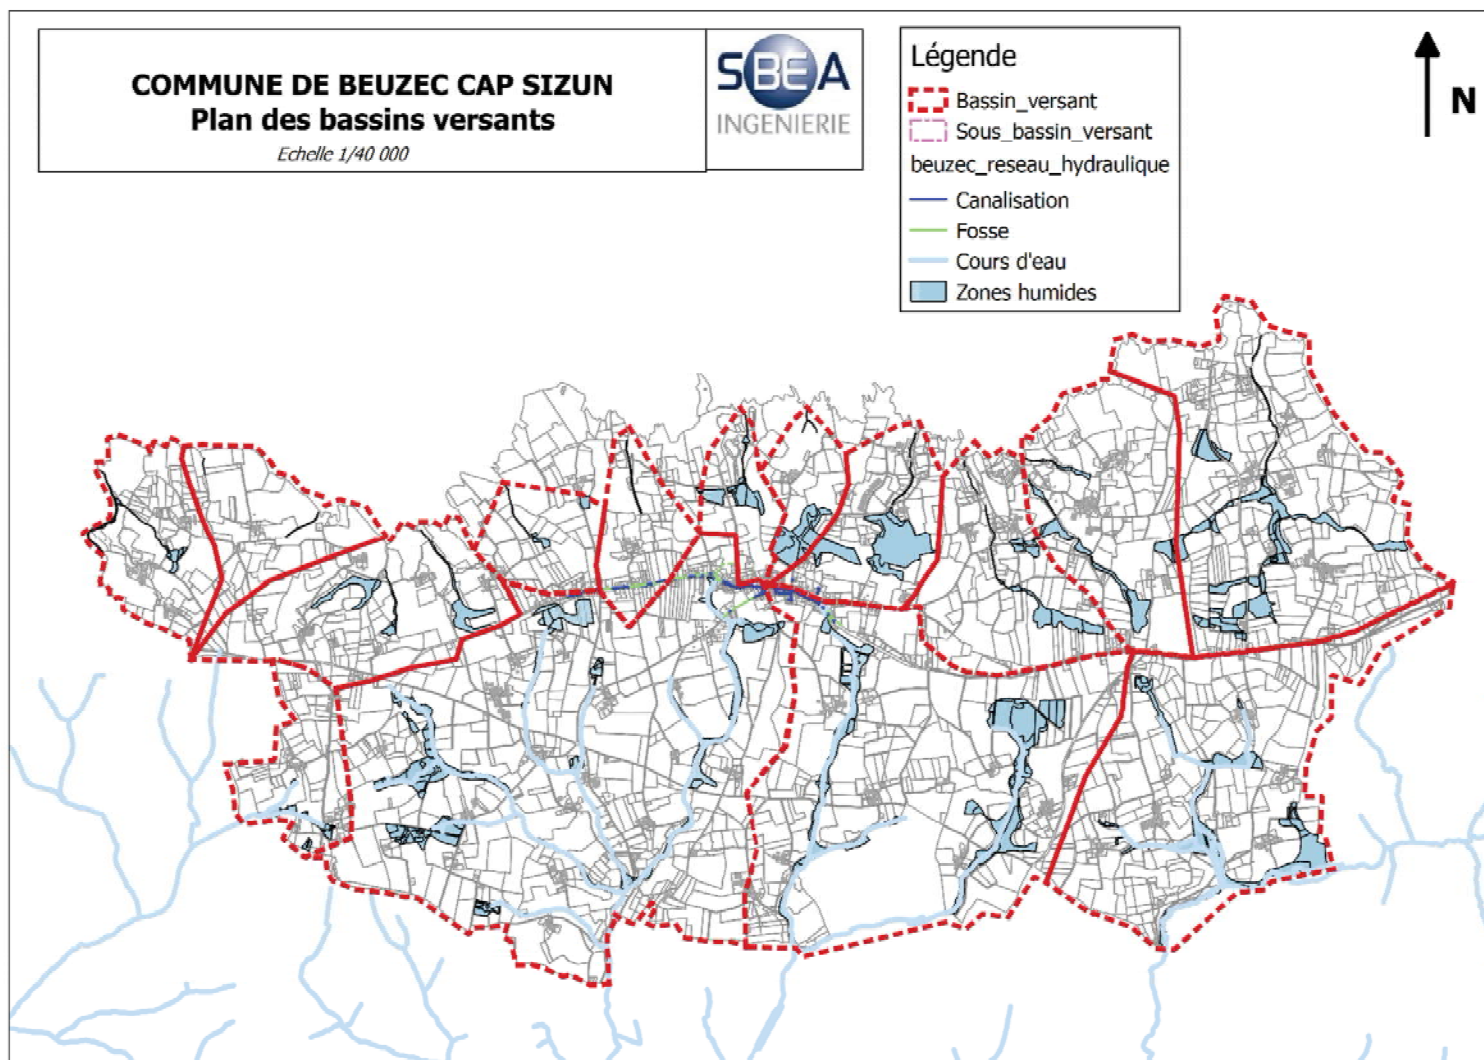 COMMUNE DE BEUZEC CAP SIZUN
Plan des bassins versants
Echelle 1/40 000
SBEA
INGENIERIE
Légende
Bassin_versant
Sous_bassin_versant
beuzec_reseau_hydraulique
Canalisation
Fosse
Cours d'eau
Zones humides
N